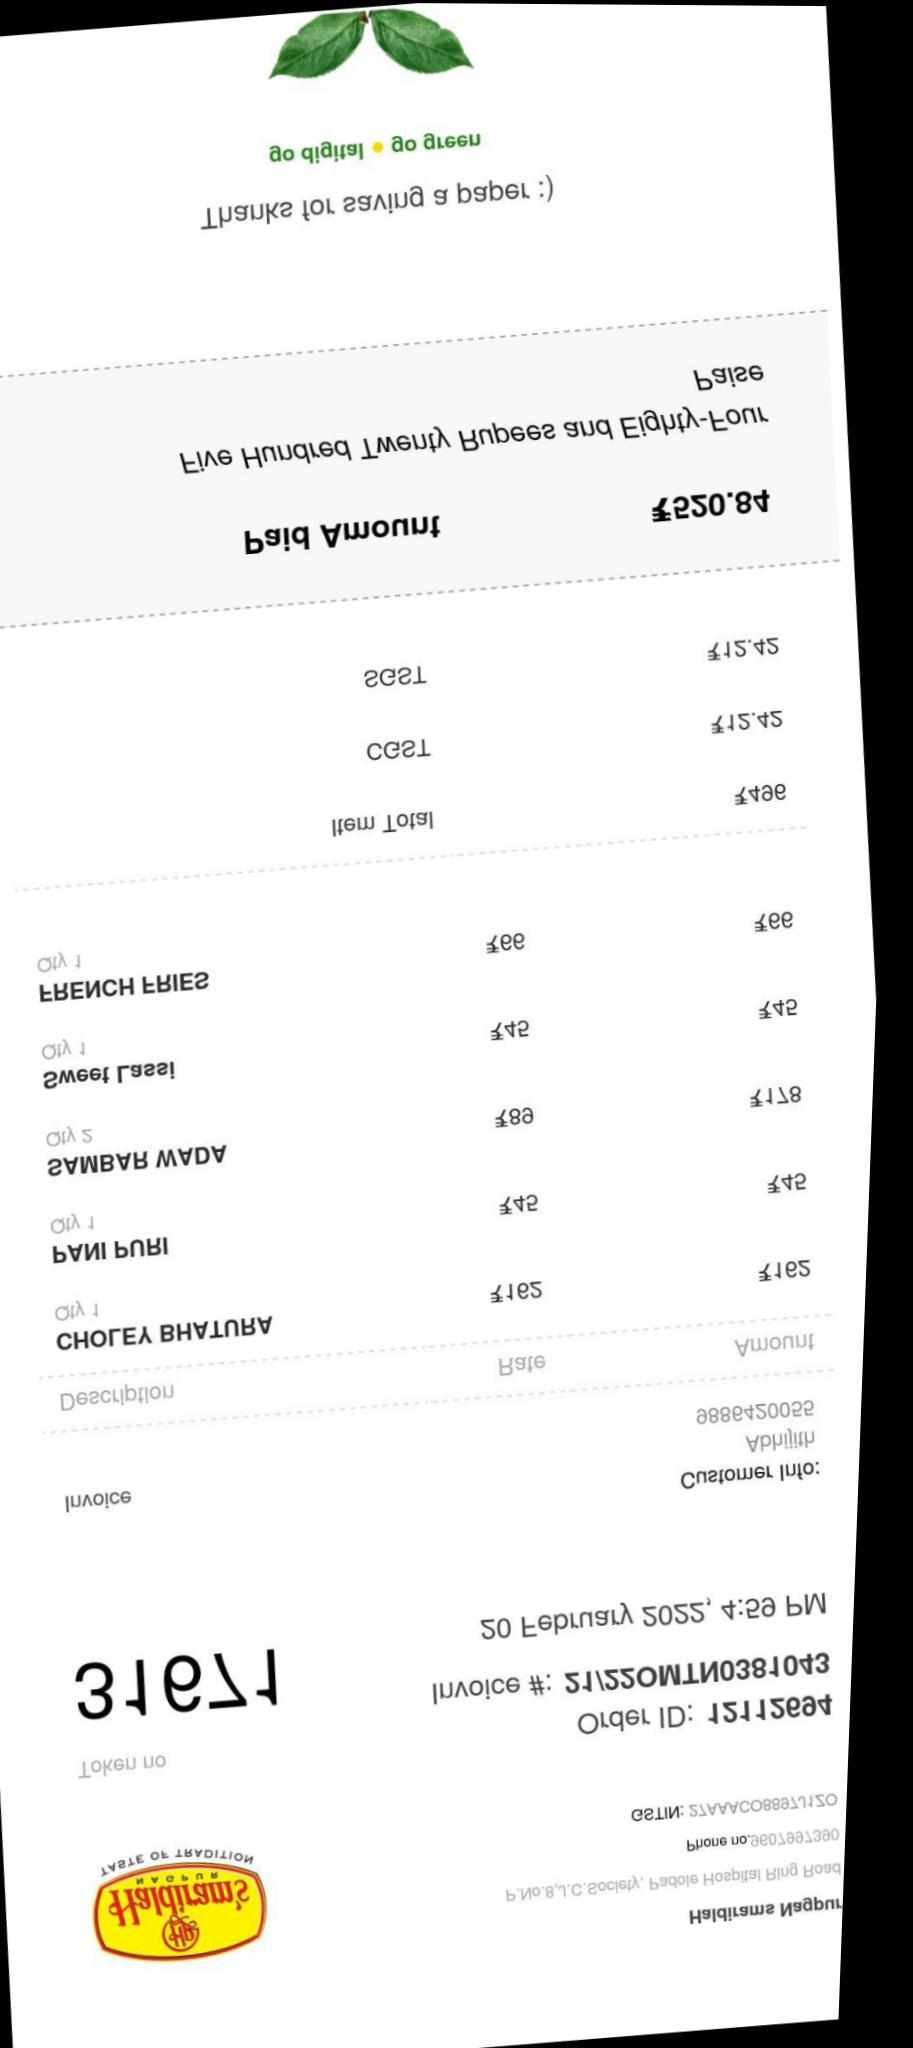 Haldiram's
NAGPUR
TASTE OF TRADITION
Haldirams Nagpur
P.No.8,J.C.Society, Padole Hospital Ring Road
Phone no.9607997390
GSTIN: 27AAACO8897J1ZO
Token no
31671
Order ID: 12112694
Invoice #: 21/22OMTN0381043
20 February 2022, 4:59 PM
Invoice
Customer Info:
Abhijith
9886420055
Description Rate Amount
CHOLEY BHATURA ₹162 ₹162
Qty 1
PANI PURI ₹45 ₹45
Qty 1
SAMBAR WADA ₹89 ₹178
Qty 2
Sweet Lassi ₹45 ₹45
Qty 1
FRENCH FRIES ₹66 ₹66
Qty 1
Item Total ₹496
CGST ₹12.42
SGST ₹12.42
Paid Amount ₹520.84
Five Hundred Twenty Rupees and Eighty-Four
Paise
Thanks for saving a paper :)
go digital • go green